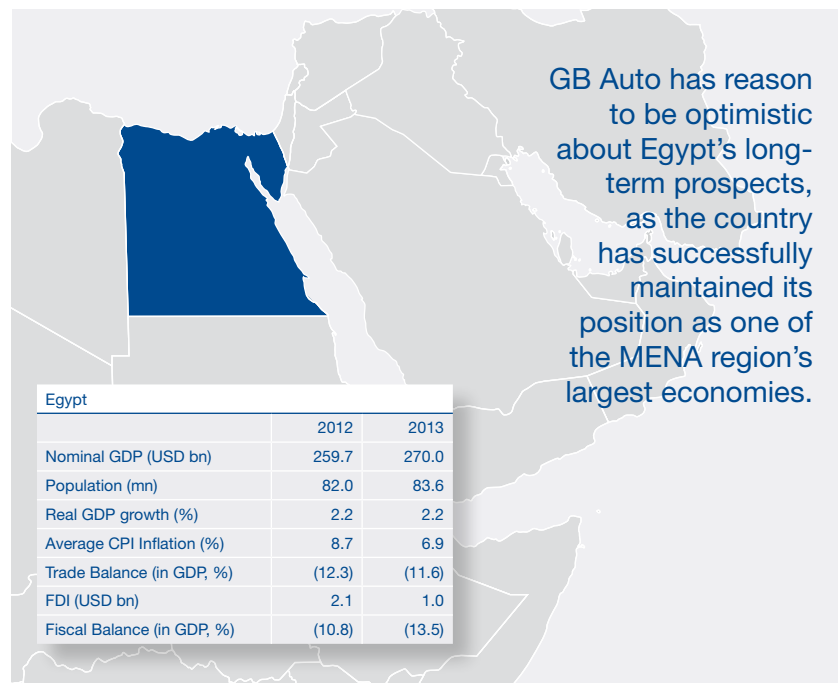 GB Auto has reason
to be optimistic
about Egypt’s long-
term prospects,
as the country
has successfully
maintained its
position as one of
the MENA region’s
largest economies.
Egypt
2012 2013
Nominal GDP (USD bn) 259.7 270.0
Population (mn) 82.0 83.6
Real GDP growth (%) 2.2 2.2
Average CPI Inflation (%) 8.7 6.9
Trade Balance (in GDP, %) (12.3) (11.6)
FDI (USD bn) 2.1 1.0
Fiscal Balance (in GDP, %) (10.8) (13.5)